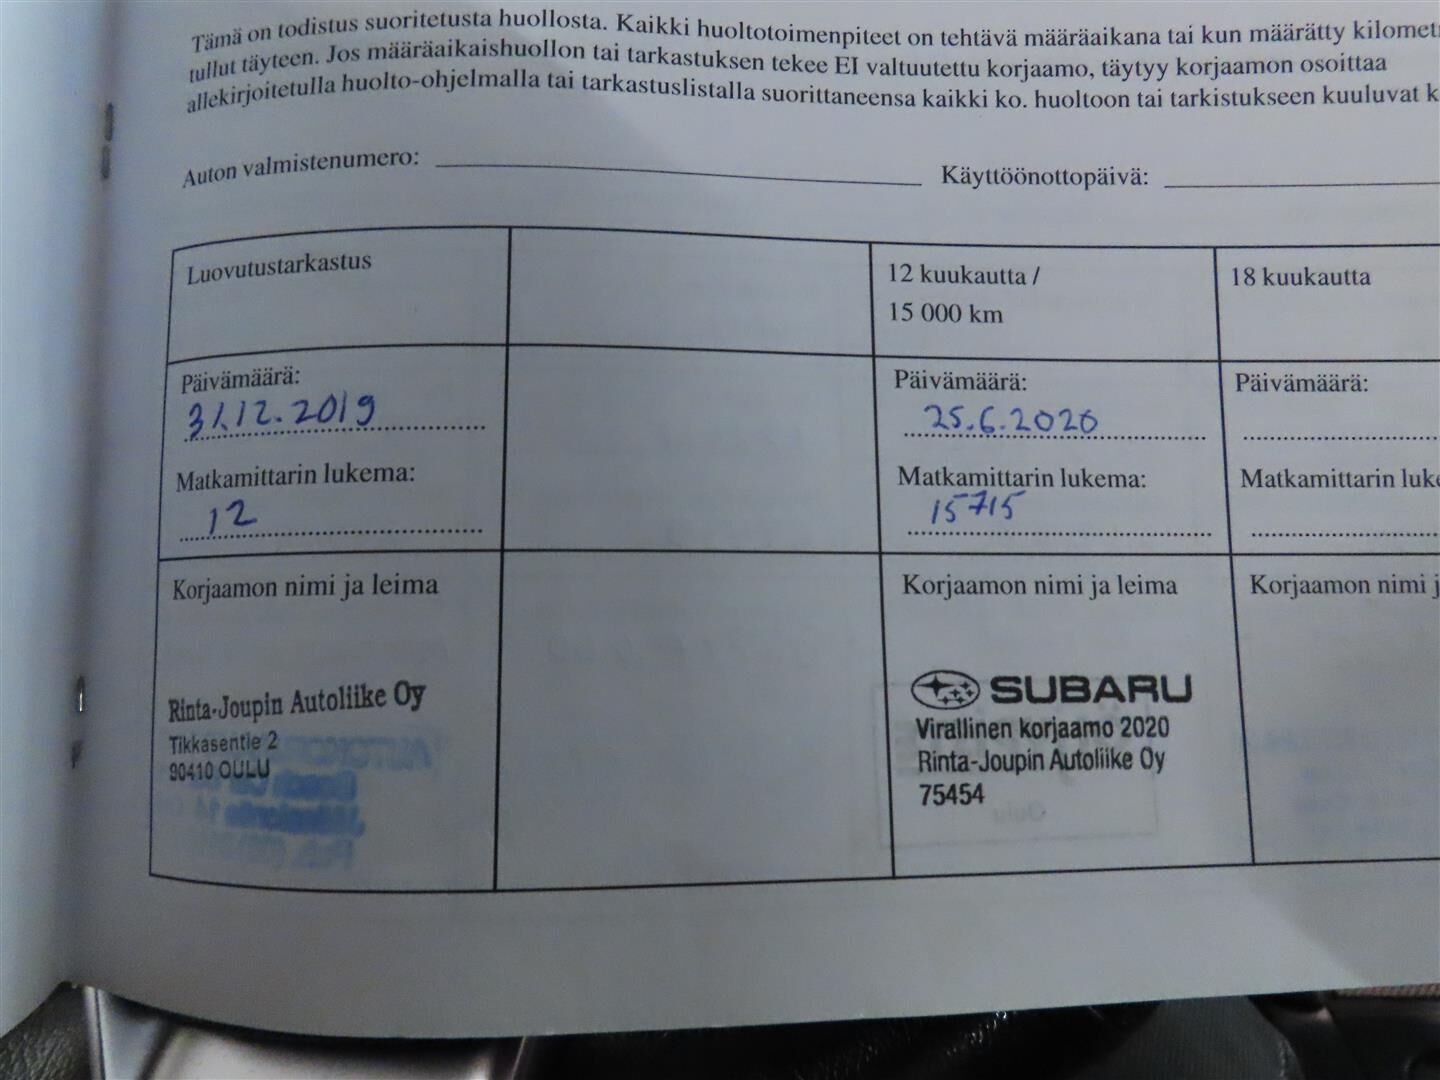 Tämä on todistus suoritetusta huollosta. Kaikki huoltotoimenpiteet on tehtävä määräaikana tai kun määrätty kilomet
tullut täyteen. Jos määräaikaishuollon tai tarkastuksen tekee EI valtuutettu korjaamo, täytyy korjaamon osoittaa
allekirjoitetulla huolto-ohjelmalla tai tarkastuslistalla suorittaneensa kaikki ko. huoltoon tai tarkistukseen kuuluvat k
Auton valmistenumero: Käyttöönottopäivä:
Luovutustarkastus
12 kuukautta /
15 000 km
18 kuukautta
Päivämäärä:
31.12.2019
Päivämäärä:
25.6.2020
Päivämäärä:
Matkamittarin lukema:
12
Matkamittarin lukema:
15715
Matkamittarin luke
Korjaamon nimi ja leima
Korjaamon nimi ja leima
Korjaamon nimi j
Rinta-Joupin Autoliike Oy
Tikkasentie 2
90410 OULU
SUBARU
Virallinen korjaamo 2020
Rinta-Joupin Autoliike Oy
75454